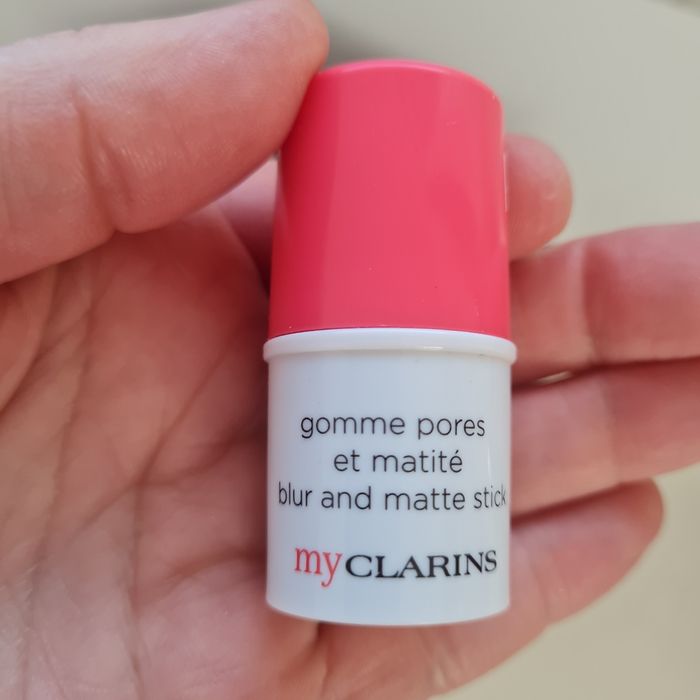 gomme pores
et matité
blur and matte stick
myCLARINS